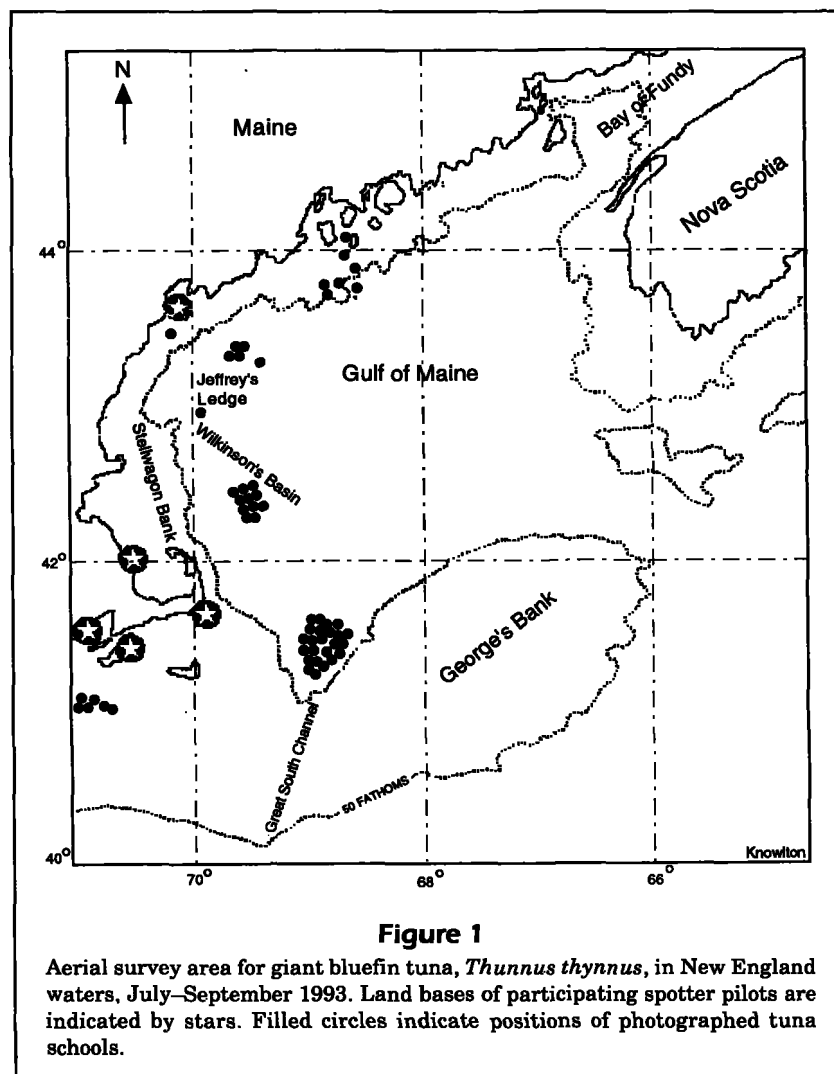 N
Maine
Bay of Fundy
Nova Scotia
44°
Gulf of Maine
Jeffrey's
Ledge
Wilkinson's Basin
Stellwagon Bank
42°
George's Bank
Great South Channel
50 FATHOMS
40°
Knowlton
70°
68°
66°
Figure 1
Aerial survey area for giant bluefin tuna, Thunnus thynnus, in New England
waters, July–September 1993. Land bases of participating spotter pilots are
indicated by stars. Filled circles indicate positions of photographed tuna
schools.